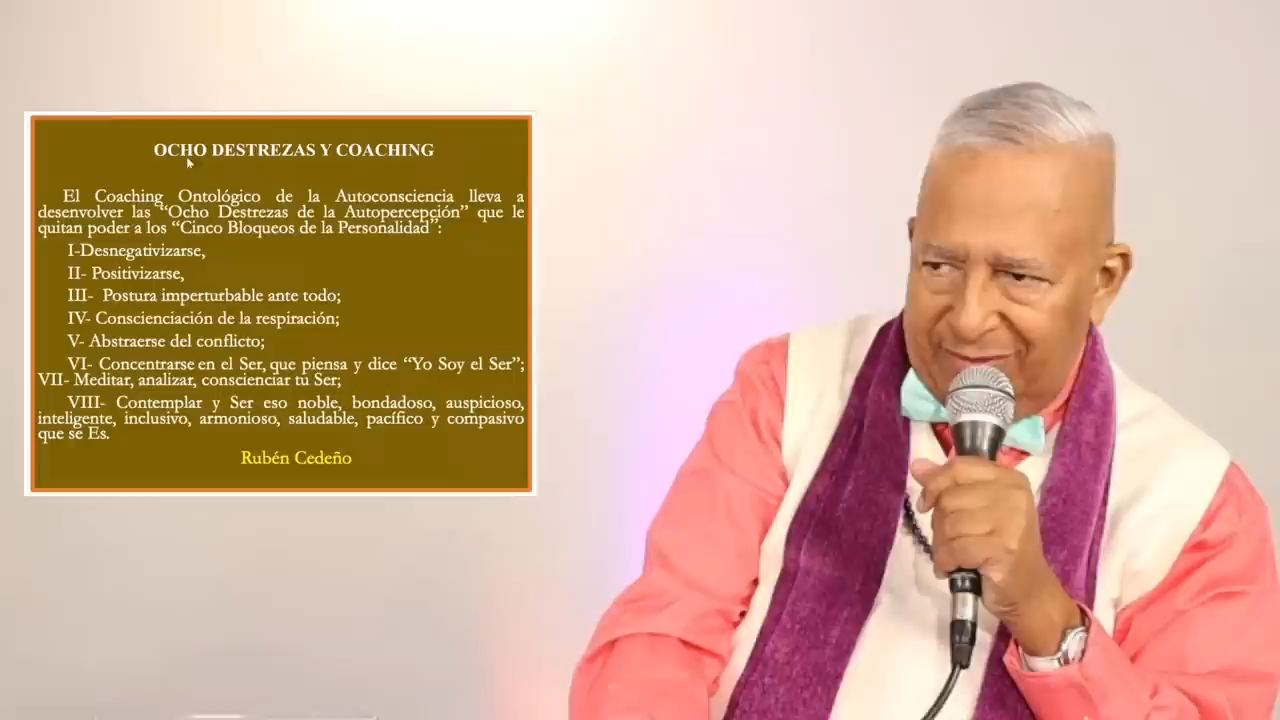 OCHO DESTREZAS Y COACHING
El Coaching Ontológico de la Autoconsciencia lleva a
desenvolver las “Ocho Destrezas de la Autopercepción” que le
quitan poder a los “Cinco Bloqueos de la Personalidad”:
I-Desnegativizarse,
II- Positivizarse,
III- Postura imperturbable ante todo;
IV- Conscienciación de la respiración;
V- Abstraerse del conflicto;
VI- Concentrarse en el Ser, que piensa y dice “Yo Soy el Ser”;
VII- Meditar, analizar, conscienciar tu Ser;
VIII- Contemplar y Ser eso noble, bondadoso, auspicioso,
inteligente, inclusivo, armonioso, saludable, pacífico y compasivo
que se Es.
Rubén Cedeño